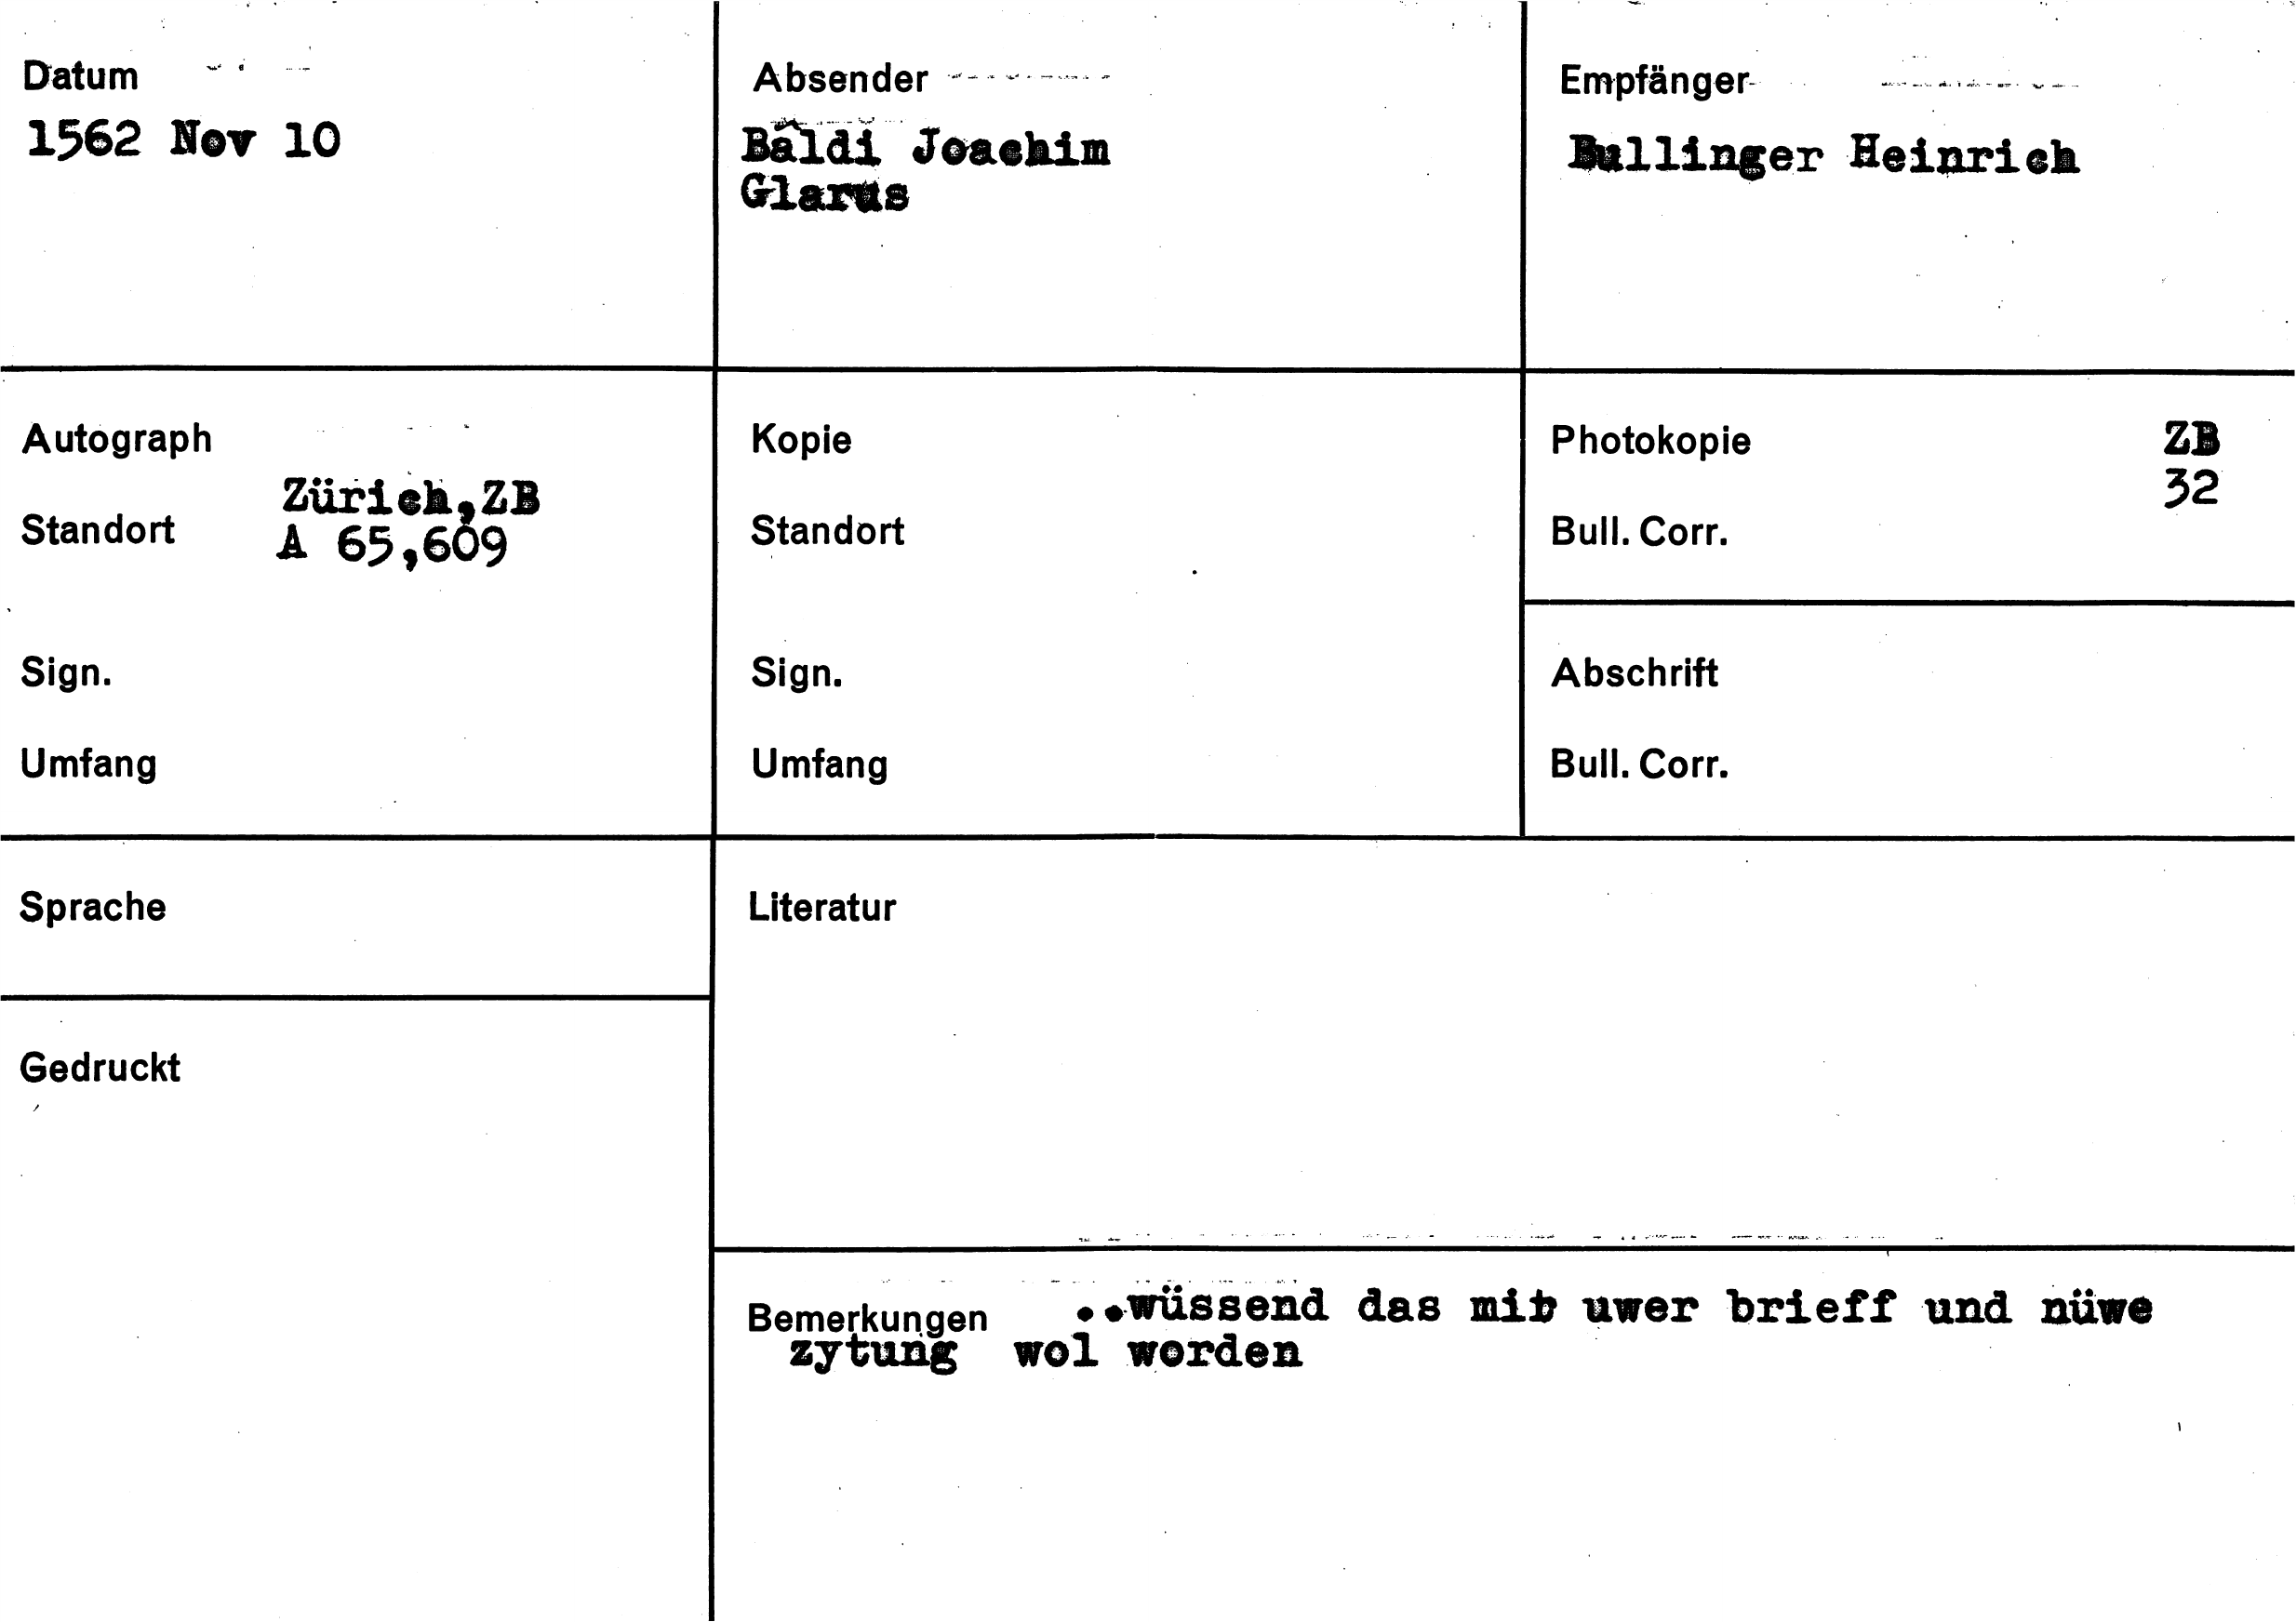 Datum
1562 Nov 10
Absender
Bâldi Joachim
Glarus
Empfänger
Bullinger Heinrich
Autograph
Zürich,ZB
Standort
A 65,609
Sign.
Umfang
Kopie
Standort
Sign.
Umfang
Photokopie
ZB
32
Bull. Corr.
Abschrift
Bull. Corr.
Sprache
Gedruckt
Literatur
Bemerkungen ..wüssend das mir uwer brieff und nüwe
zytung wol worden